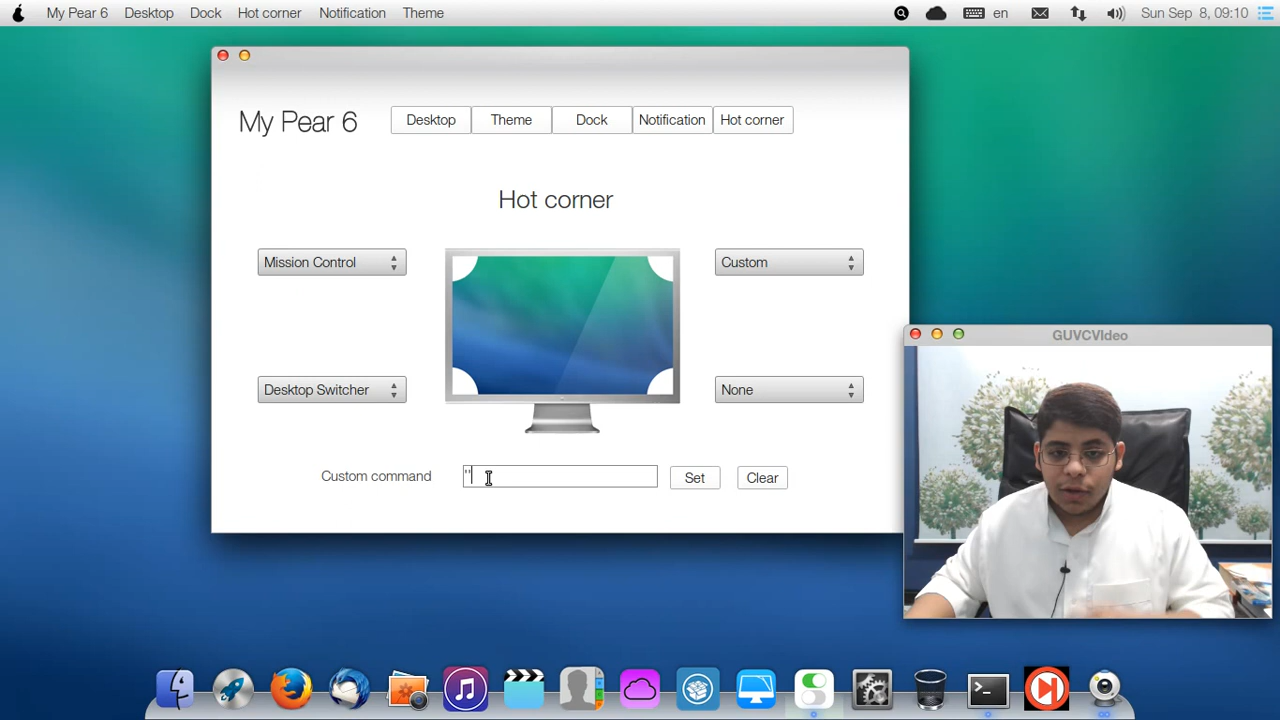 My Pear 6 Desktop Dock Hot corner Notification Theme en Sun Sep 8, 09:10
My Pear 6 Desktop Theme Dock Notification Hot corner
Hot corner
Mission Control Custom
GUVCVIdeo
Desktop Switcher None
Custom command '' Set Clear
>_